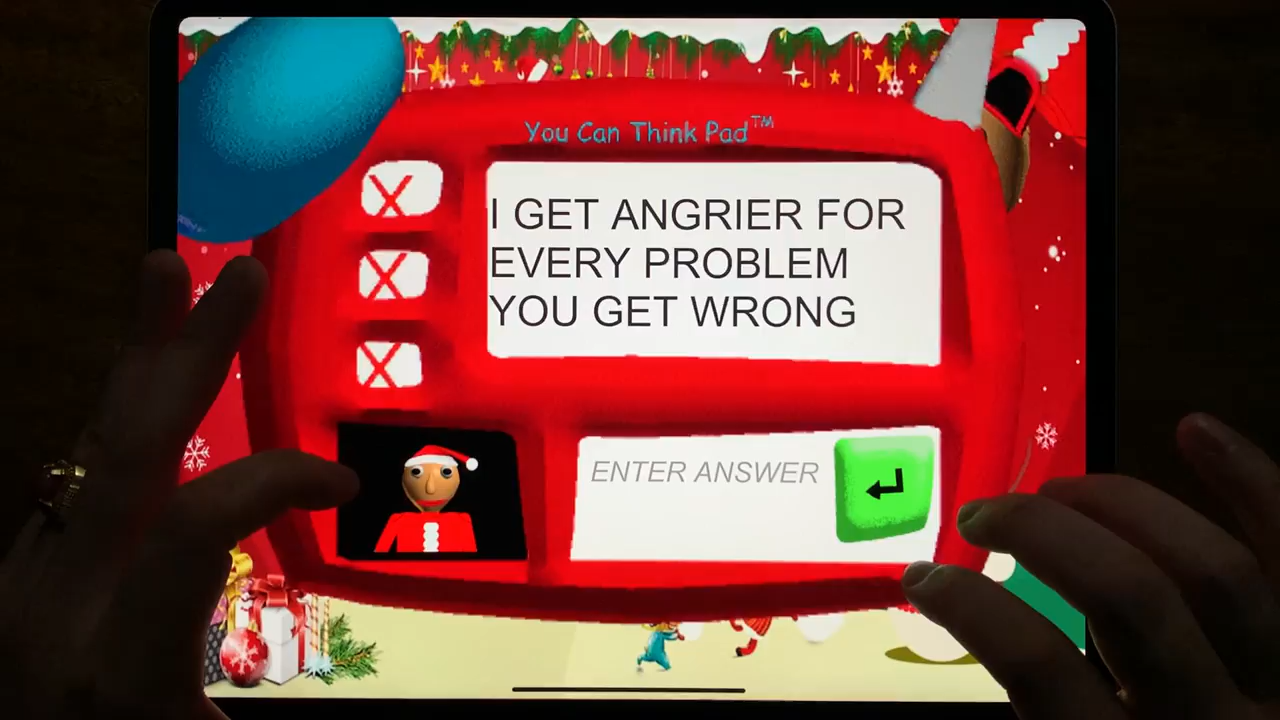 You Can Think Pad™
I GET ANGRIER FOR
EVERY PROBLEM
YOU GET WRONG
ENTER ANSWER